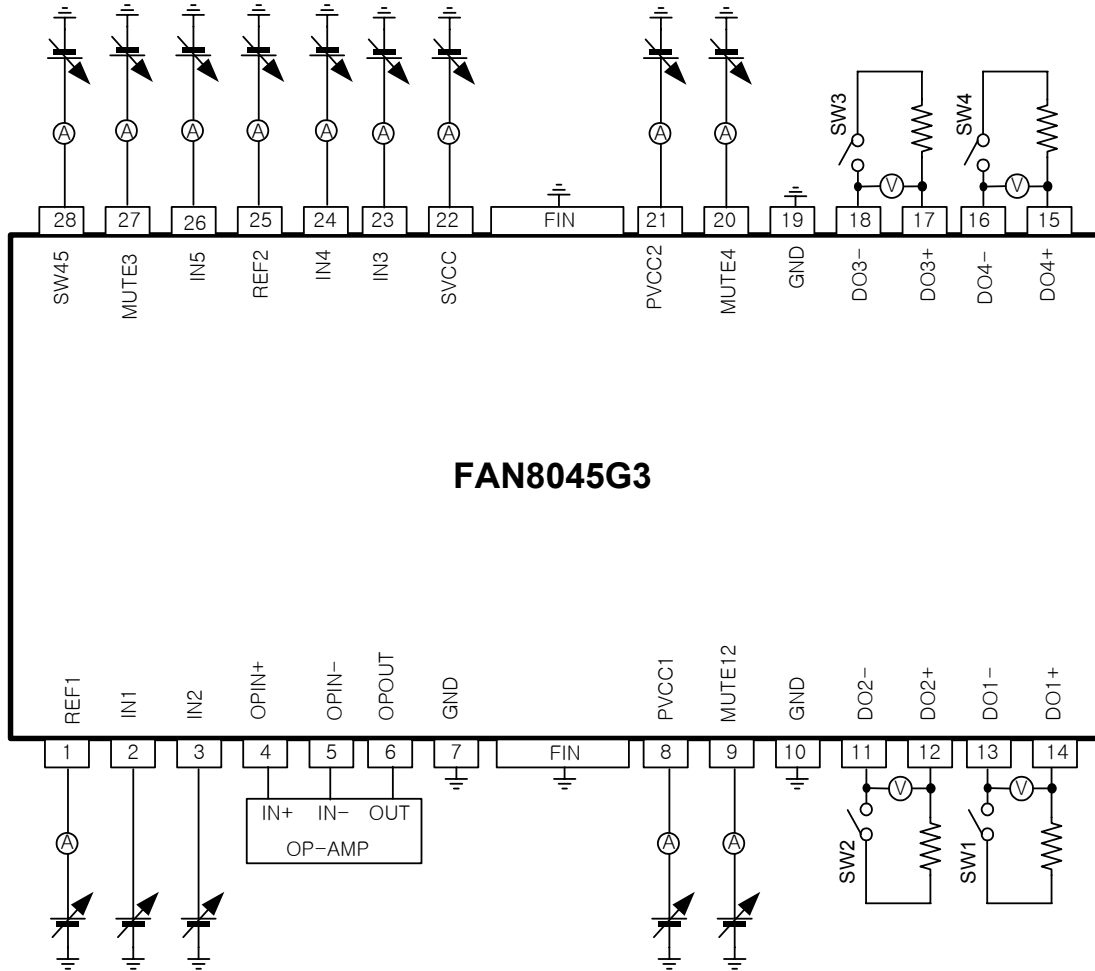 A A A A A A A A A
SW3 SW4
V V
28 27 26 25 24 23 22 FIN 21 20 19 18 17 16 15
SW45 MUTE3 IN5 REF2 IN4 IN3 SVCC PVCC2 MUTE4 GND DO3- DO3+ DO4- DO4+
FAN8045G3
REF1 IN1 IN2 OPIN+ OPIN- OPOUT GND PVCC1 MUTE12 GND DO2- DO2+ DO1- DO1+
1 2 3 4 5 6 7 FIN 8 9 10 11 12 13 14
V V
IN+ IN- OUT
OP-AMP
A A A
SW2 SW1